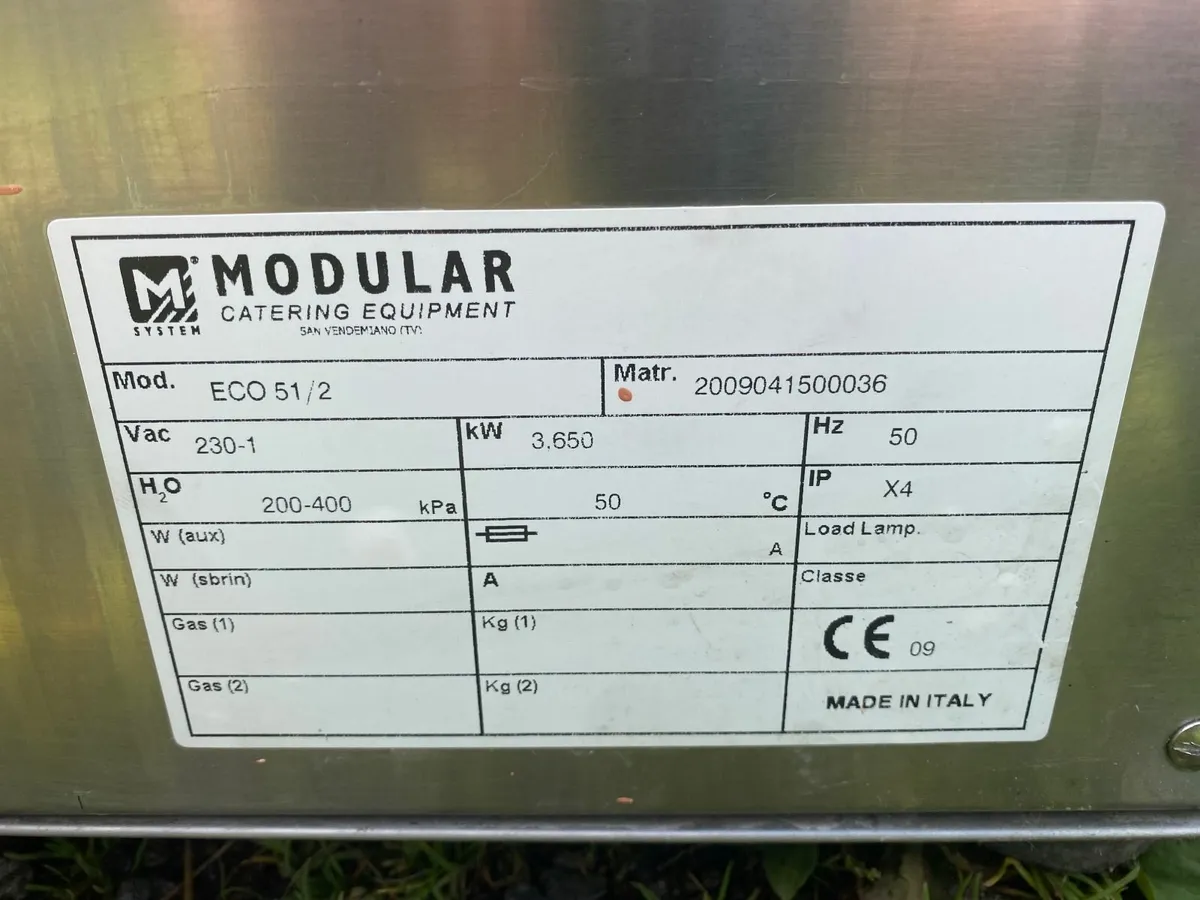 M®
SYSTEM
MODULAR
CATERING EQUIPMENT
SAN VENDEMIANO (TV)
Mod. ECO 51/2 Matr. 2009041500036
Vac 230-1 kW 3.650 Hz 50
H₂O 200-400 kPa 50 °C IP X4
W (aux) A Load Lamp.
W (sbrin) A Classe
Gas (1) Kg (1) CE 09
Gas (2) Kg (2) MADE IN ITALY